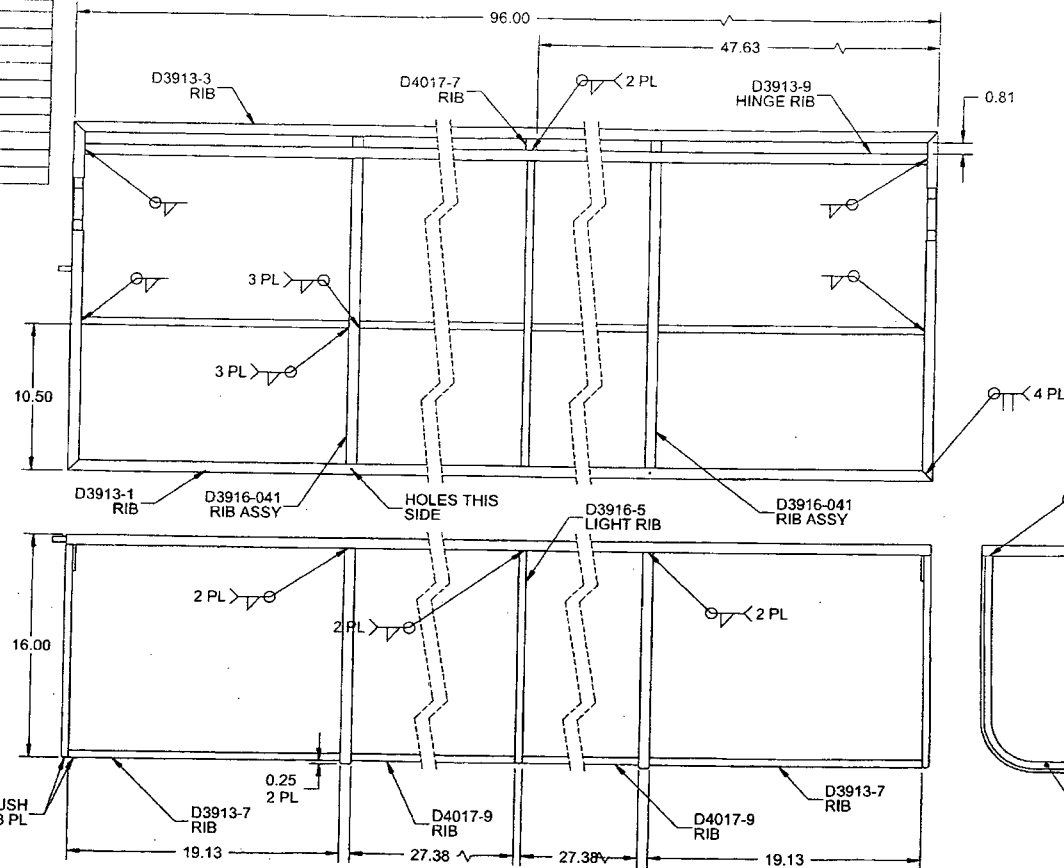 96.00
47.63
D3913-3
RIB
D4017-7
RIB
2 PL
D3913-9
HINGE RIB
0.81
3 PL
3 PL
10.50
4 PL
D3913-1
RIB
D3916-041
RIB ASSY
HOLES THIS
SIDE
D3916-5
LIGHT RIB
D3916-041
RIB ASSY
2 PL
2 PL
2 PL
16.00
0.25
2 PL
D3913-7
RIB
D4017-9
RIB
D4017-9
RIB
D3913-7
RIB
19.13
27.38
27.38
19.13